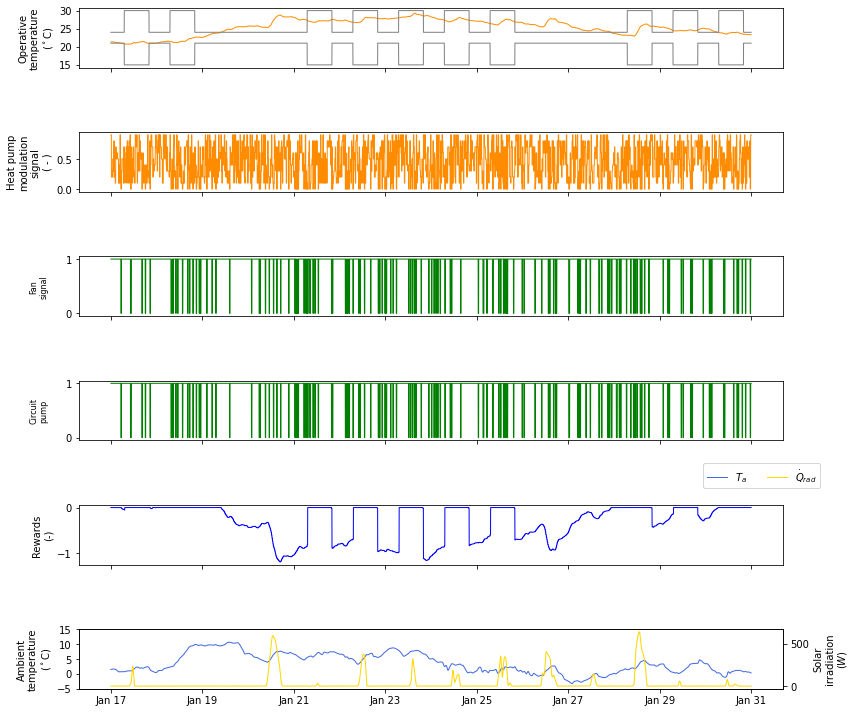 30
25
20
15
Operative
temperature
(°C)
0.5
0.0
Heat pump
modulation
signal
( - )
1
0
Fan
signal
1
0
Circuit
pump
T_a
Q̇_rad
0
−1
Rewards
(-)
15
10
5
0
−5
Ambient
temperature
(°C)
500
0
Solar
irradiation
(W)
Jan 17 Jan 19 Jan 21 Jan 23 Jan 25 Jan 27 Jan 29 Jan 31